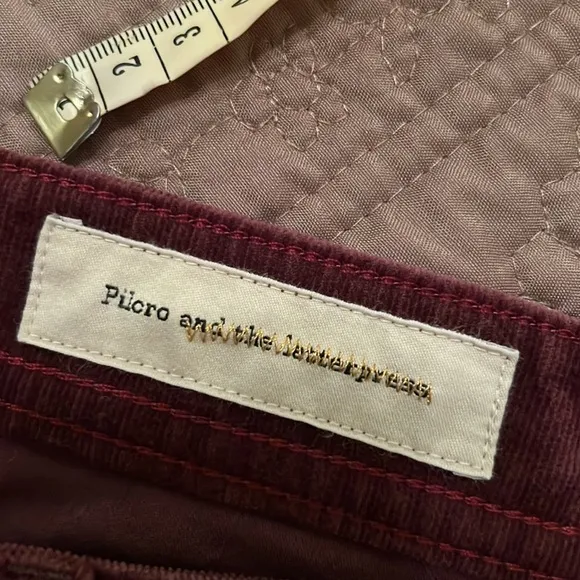 2 3
Pilcro and the letterpress